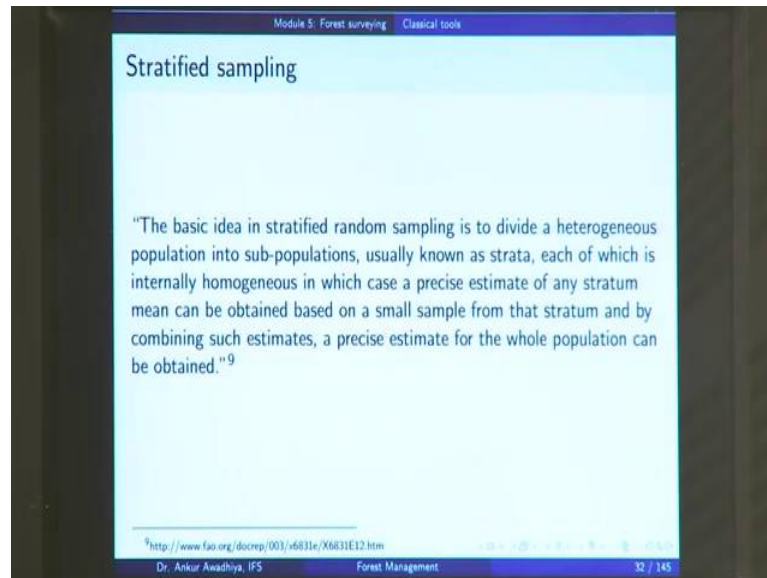 Module 5: Forest surveying Classical tools
Stratified sampling
"The basic idea in stratified random sampling is to divide a heterogeneous
population into sub-populations, usually known as strata, each of which is
internally homogeneous in which case a precise estimate of any stratum
mean can be obtained based on a small sample from that stratum and by
combining such estimates, a precise estimate for the whole population can
be obtained."9
9http://www.fao.org/docrep/003/x6831e/X6831E12.htm
Dr. Ankur Awadhiya, IFS Forest Management 32 / 145